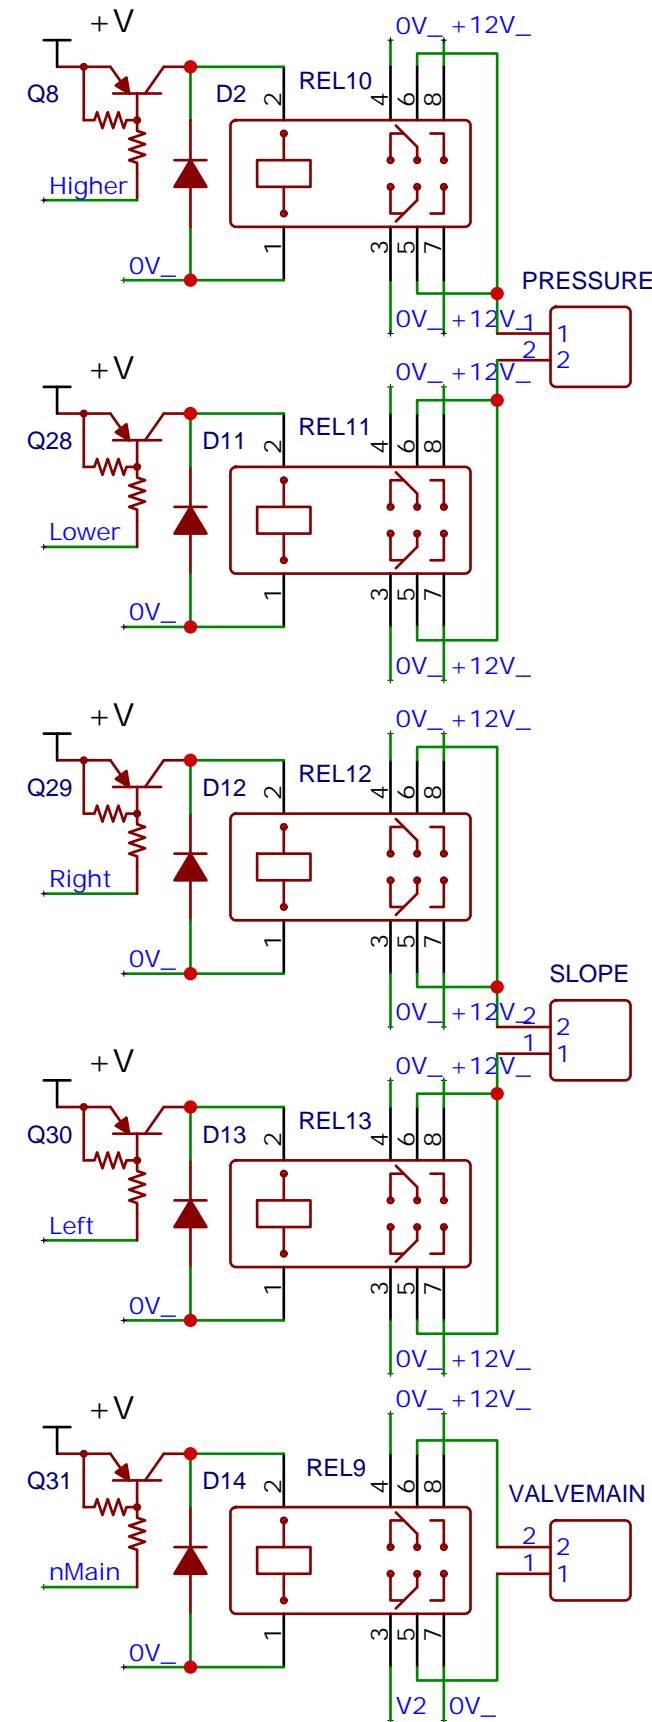 +V
0V_ +12V_
Q8
D2
REL10
2
4 6 8
Higher
0V_
1
3 5 7
PRESSURE
0V_ +12V_
1 1
2 2
+V
0V_ +12V_
Q28
D11
REL11
2
4 6 8
Lower
0V_
1
3 5 7
0V_ +12V_
+V
0V_ +12V_
Q29
D12
REL12
2
4 6 8
Right
0V_
1
3 5 7
SLOPE
0V_ +12V_
2 2
1 1
+V
0V_ +12V_
Q30
D13
REL13
2
4 6 8
Left
0V_
1
3 5 7
0V_ +12V_
+V
0V_ +12V_
Q31
D14
REL9
2
4 6 8
VALVEMAIN
2 2
1 1
nMain
0V_
1
3 5 7
V2 0V_